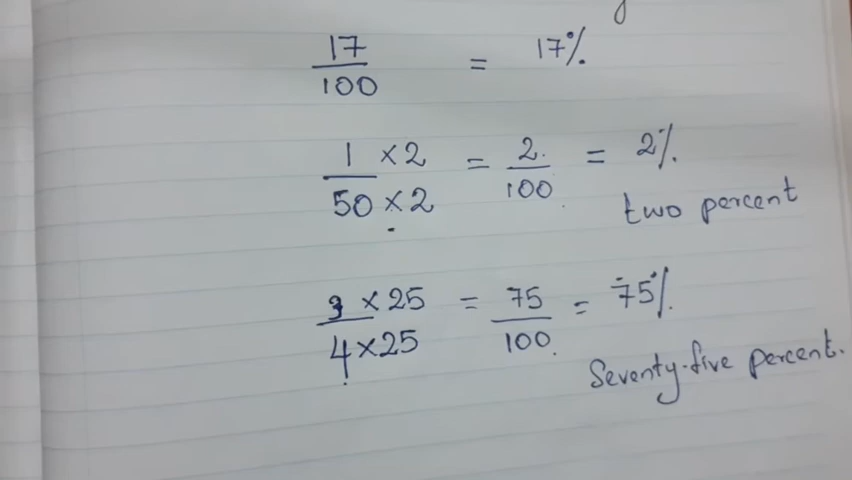 17/100 = 17%
1 × 2 / 50 × 2 = 2/100 = 2%
two percent
3 × 25 / 4 × 25 = 75/100 = 75%
Seventy-five percent.